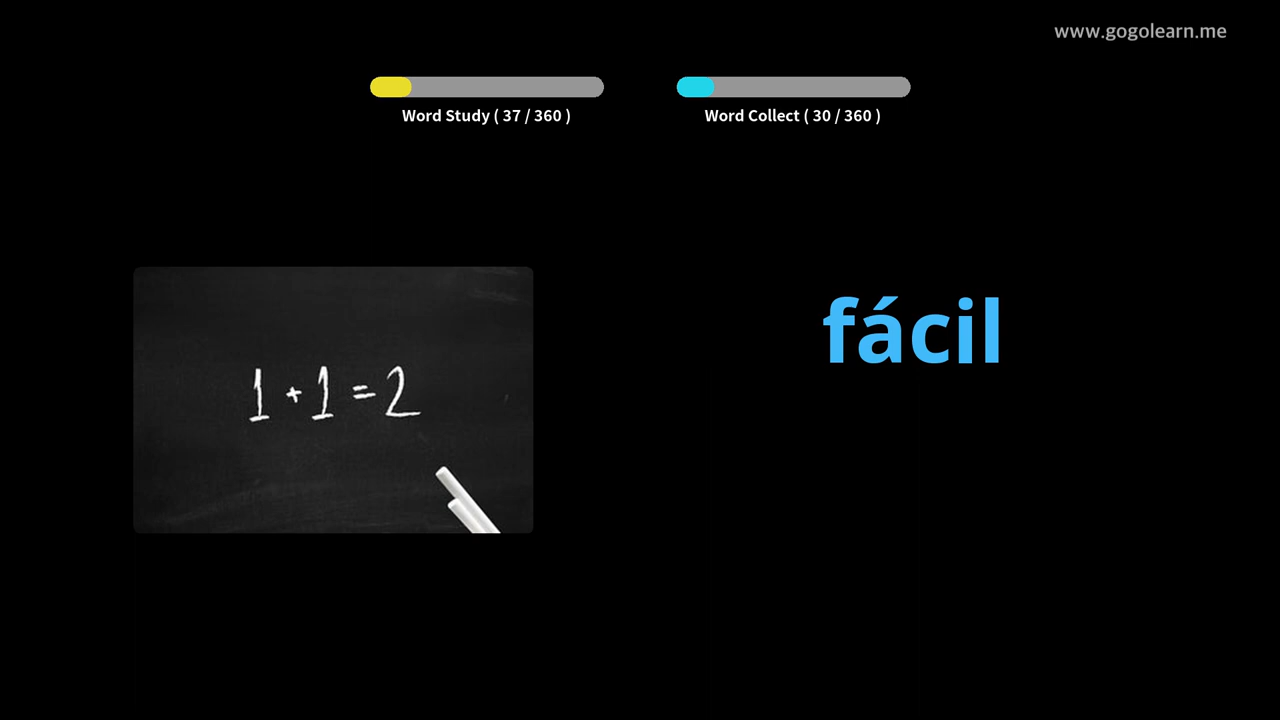 www.gogolearn.me
Word Study ( 37 / 360 )
Word Collect ( 30 / 360 )
1 + 1 = 2
fácil